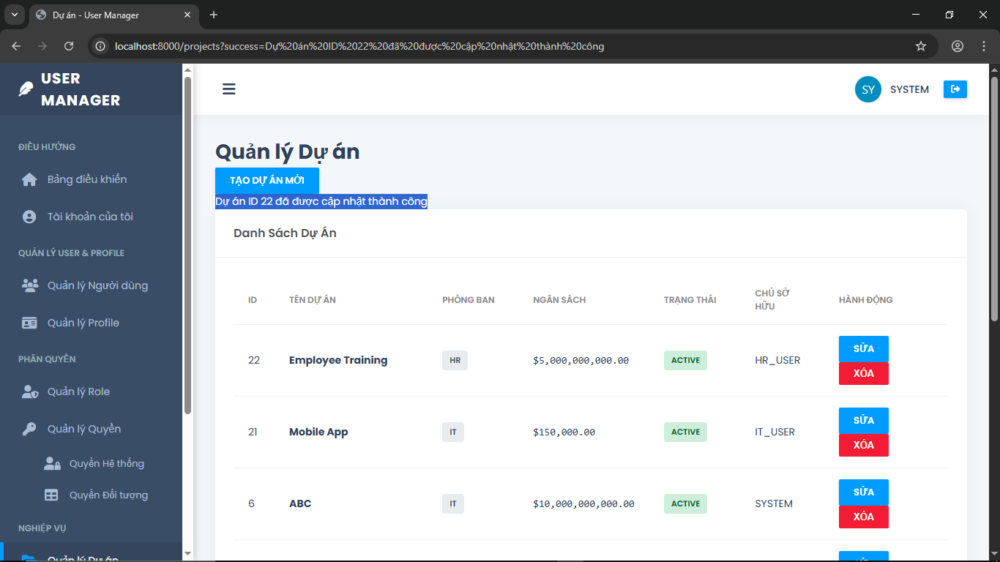 Dự án - User Manager
localhost:8000/projects?success=Dự%20án%20ID%2022%20đã%20được%20cập%20nhật%20thành%20công
USER
MANAGER
SY
SYSTEM
ĐIỀU HƯỚNG
Bảng điều khiển
Tài khoản của tôi
QUẢN LÝ USER & PROFILE
Quản lý Người dùng
Quản lý Profile
PHÂN QUYỀN
Quản lý Role
Quản lý Quyền
Quyền Hệ thống
Quyền Đối tượng
NGHIỆP VỤ
Quản lý Dự án
Quản lý Dự án
TẠO DỰ ÁN MỚI
Dự án ID 22 đã được cập nhật thành công
Danh Sách Dự Án
ID TÊN DỰ ÁN PHÒNG BAN NGÂN SÁCH TRẠNG THÁI CHỦ SỞ HỮU HÀNH ĐỘNG
22 Employee Training HR $5,000,000,000.00 ACTIVE HR_USER
SỬA
XÓA
21 Mobile App IT $150,000.00 ACTIVE IT_USER
SỬA
XÓA
6 ABC IT $10,000,000,000.00 ACTIVE SYSTEM
SỬA
XÓA